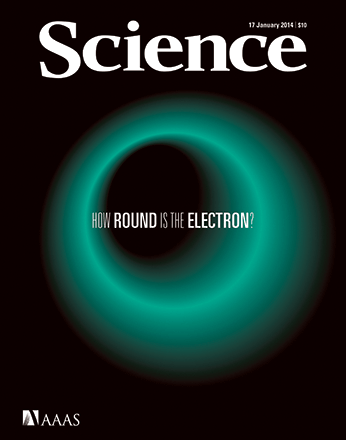 17 January 2014 | $10
Science
HOW ROUND IS THE ELECTRON?
AAAS